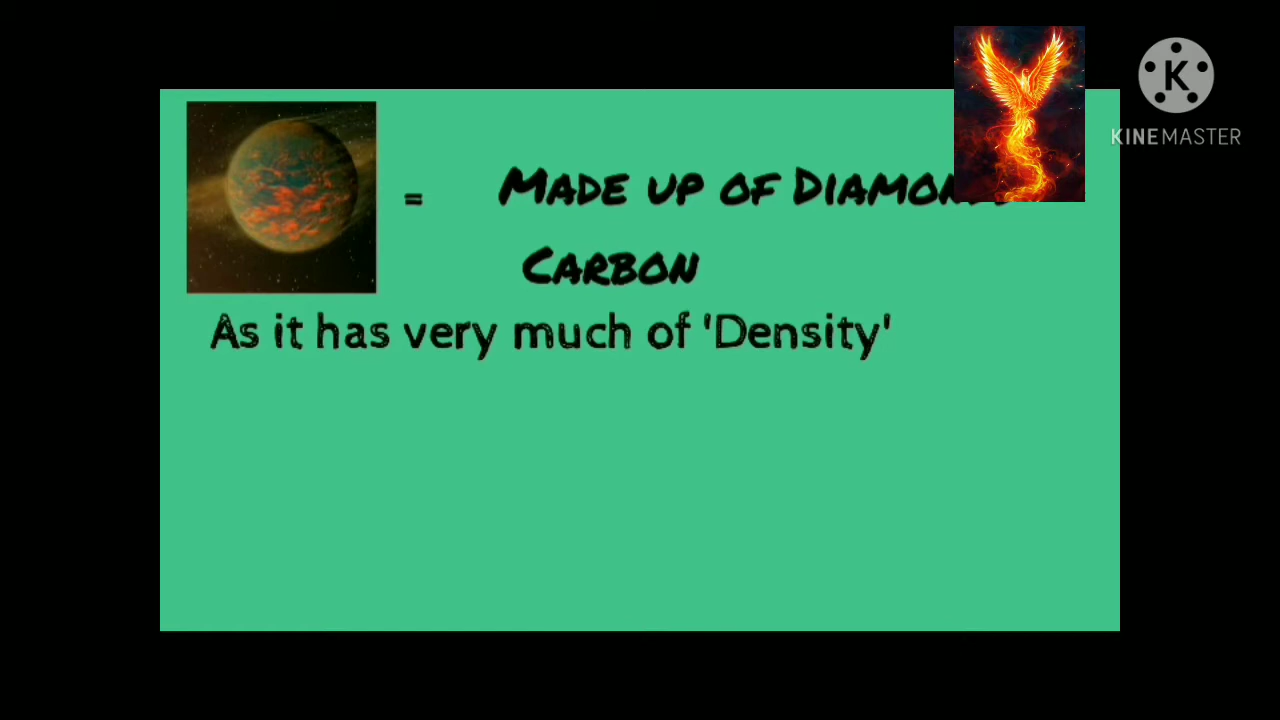 = Made up of
Carbon
As it has very much of 'Density'
K
KINEMASTER